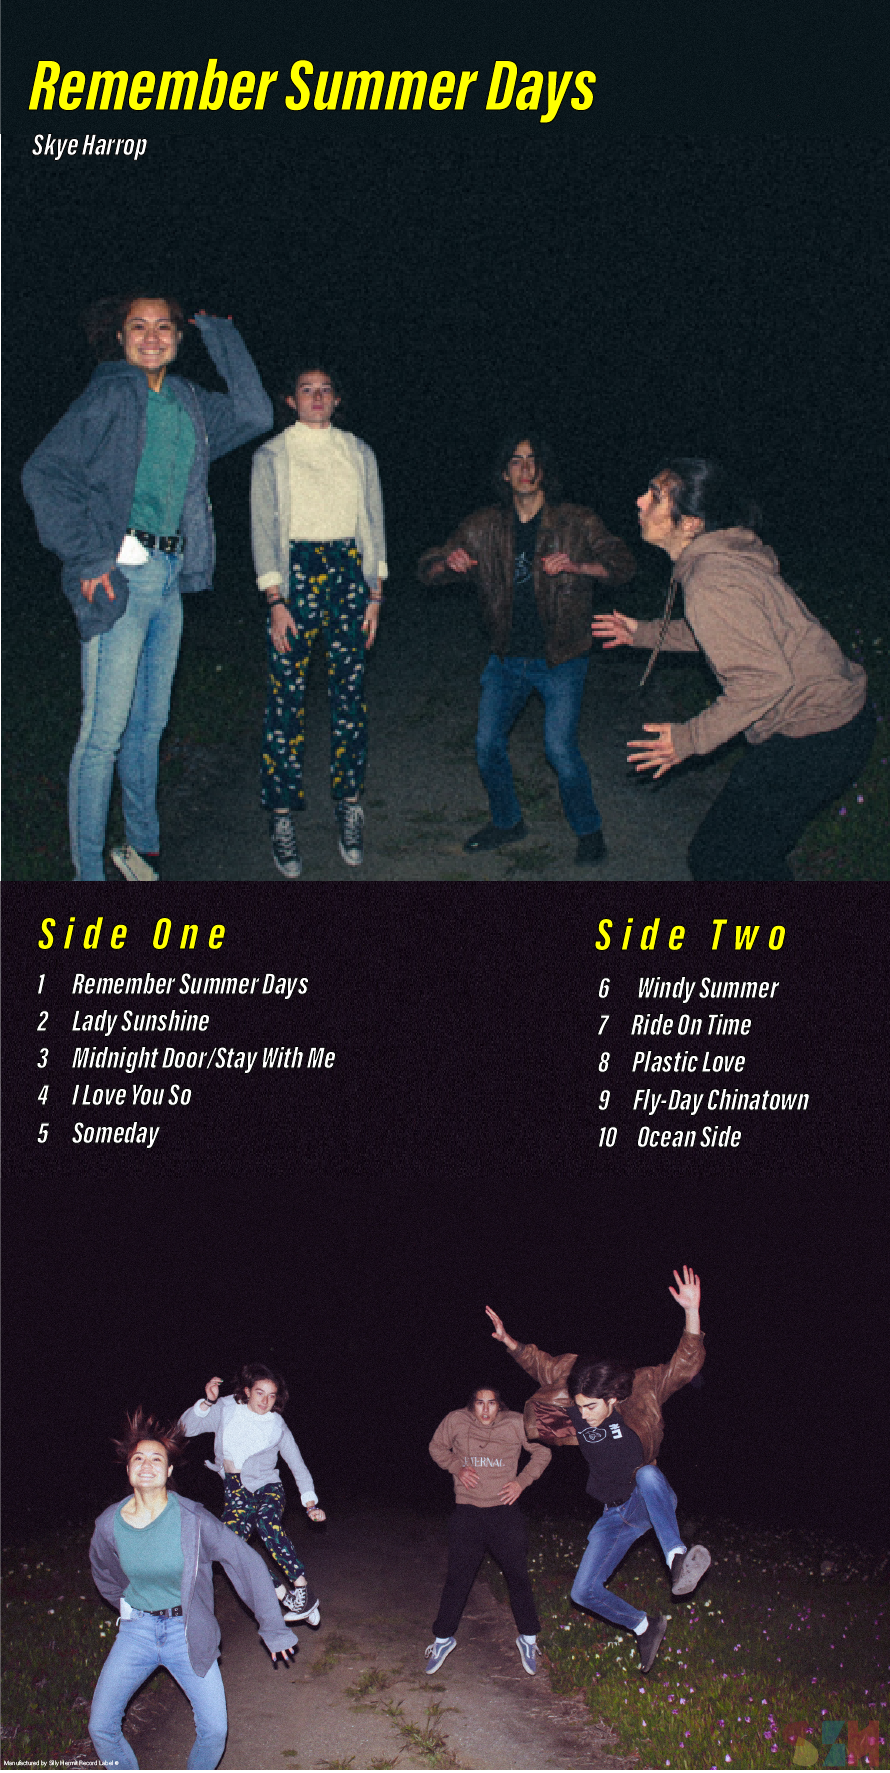 Remember Summer Days
Skye Harrop
Side One
1 Remember Summer Days
2 Lady Sunshine
3 Midnight Door/Stay With Me
4 I Love You So
5 Someday
Side Two
6 Windy Summer
7 Ride On Time
8 Plastic Love
9 Fly-Day Chinatown
10 Ocean Side
Manufactured by Silly Hermit Record Label ®